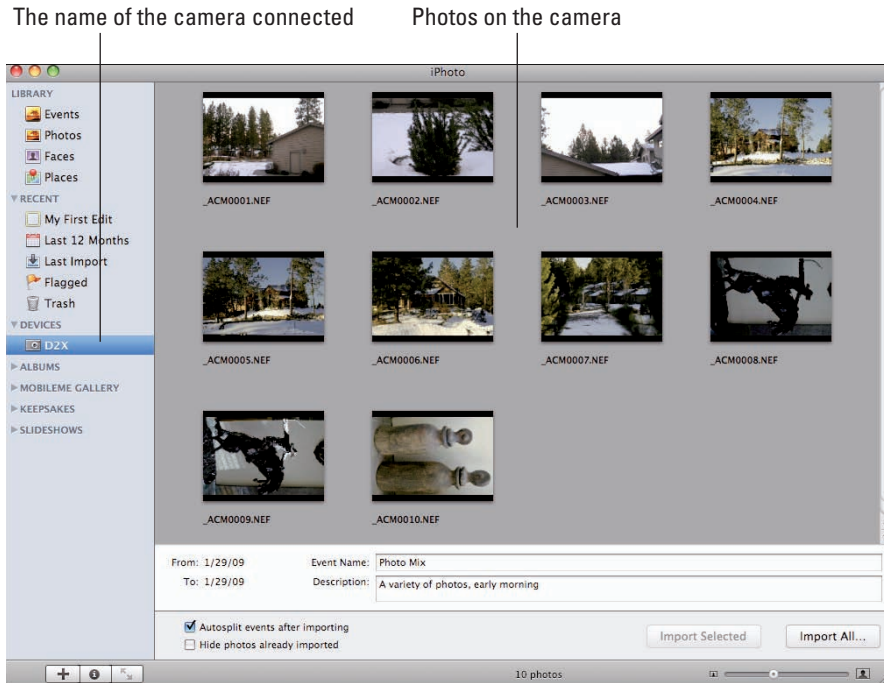 The name of the camera connected
Photos on the camera
iPhoto
LIBRARY
Events
Photos
Faces
Places
RECENT
My First Edit
Last 12 Months
Last Import
Flagged
Trash
DEVICES
D2X
ALBUMS
MOBILEME GALLERY
KEEPSAKES
SLIDESHOWS
_ACM0001.NEF
_ACM0002.NEF
_ACM0003.NEF
_ACM0004.NEF
_ACM0005.NEF
_ACM0006.NEF
_ACM0007.NEF
_ACM0008.NEF
_ACM0009.NEF
_ACM0010.NEF
From: 1/29/09
Event Name: Photo Mix
To: 1/29/09
Description: A variety of photos, early morning
Autosplit events after importing
Hide photos already imported
Import Selected
Import All...
10 photos